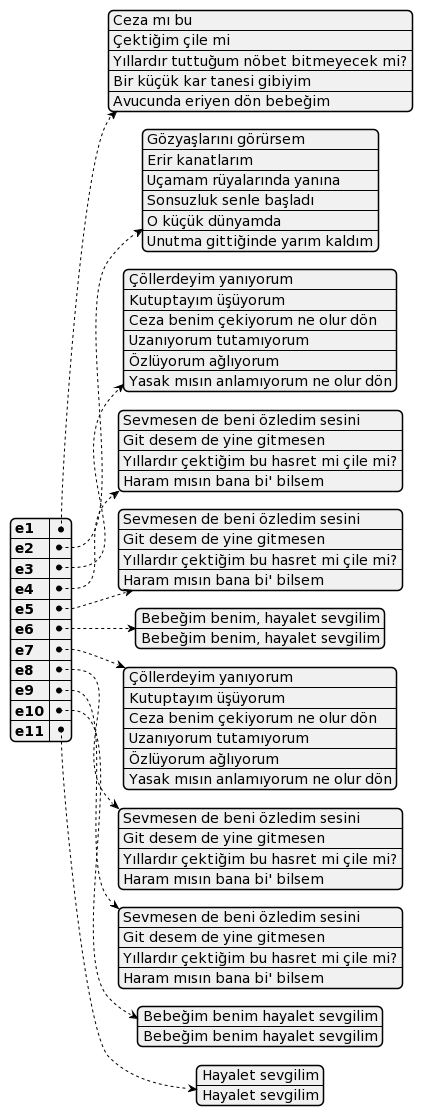 e1
e2
e3
e4
e5
e6
e7
e8
e9
e10
e11
Ceza mı bu
Çektiğim çile mi
Yıllardır tuttuğum nöbet bitmeyecek mi?
Bir küçük kar tanesi gibiyim
Avucunda eriyen dön bebeğim
Gözyaşlarını görürsem
Erir kanatlarım
Uçamam rüyalarında yanına
Sonsuzluk senle başladı
O küçük dünyamda
Unutma gittiğinde yarım kaldım
Çöllerdeyim yanıyorum
Kutuptayım üşüyorum
Ceza benim çekiyorum ne olur dön
Uzanıyorum tutamıyorum
Özlüyorum ağlıyorum
Yasak mısın anlamıyorum ne olur dön
Sevmesen de beni özledim sesini
Git desem de yine gitmesen
Yıllardır çektiğim bu hasret mi çile mi?
Haram mısın bana bi' bilsem
Sevmesen de beni özledim sesini
Git desem de yine gitmesen
Yıllardır çektiğim bu hasret mi çile mi?
Haram mısın bana bi' bilsem
Bebeğim benim, hayalet sevgilim
Bebeğim benim, hayalet sevgilim
Çöllerdeyim yanıyorum
Kutuptayım üşüyorum
Ceza benim çekiyorum ne olur dön
Uzanıyorum tutamıyorum
Özlüyorum ağlıyorum
Yasak mısın anlamıyorum ne olur dön
Sevmesen de beni özledim sesini
Git desem de yine gitmesen
Yıllardır çektiğim bu hasret mi çile mi?
Haram mısın bana bi' bilsem
Sevmesen de beni özledim sesini
Git desem de yine gitmesen
Yıllardır çektiğim bu hasret mi çile mi?
Haram mısın bana bi' bilsem
Bebeğim benim hayalet sevgilim
Bebeğim benim hayalet sevgilim
Hayalet sevgilim
Hayalet sevgilim